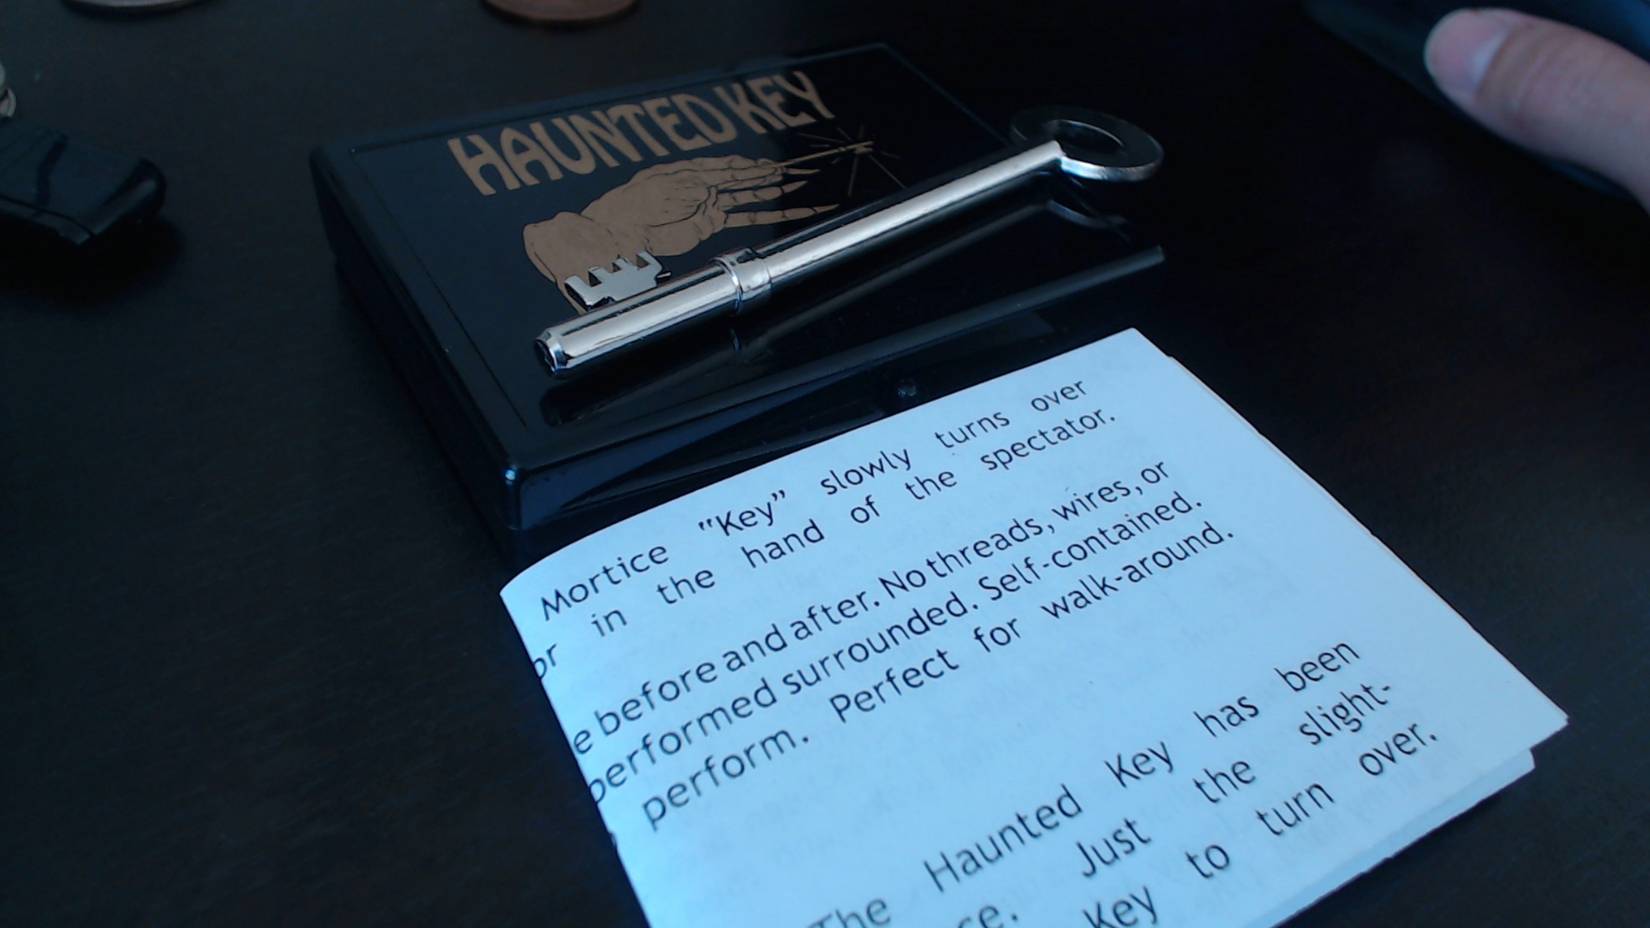 HAUNTED KEY
Mortice "Key" slowly turns over
or in the hand of the spectator.
before and after. No threads, wires, or
performed surrounded. Self-contained.
perform. Perfect for walk-around.
The Haunted Key has been
Just the slight-
Key to turn over.